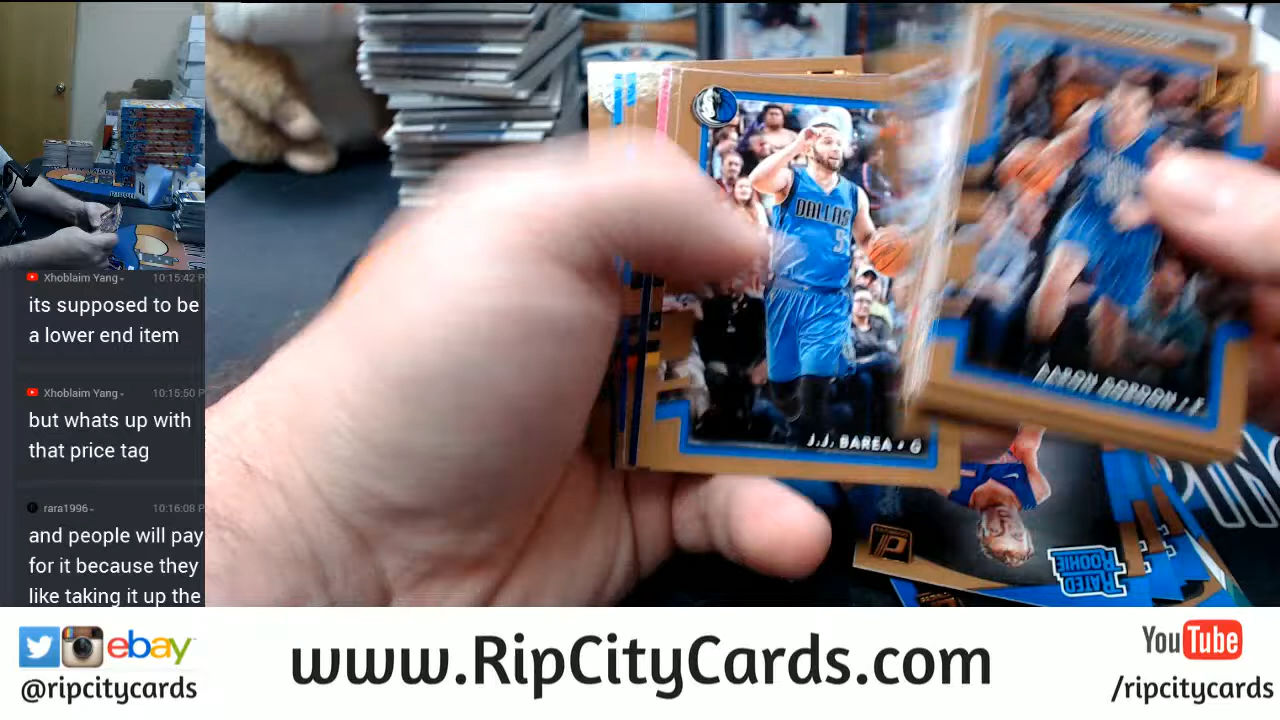 Xhoblaim Yang
10:15:42 P
its supposed to be
a lower end item
Xhoblaim Yang
10:15:50 P
but whats up with
that price tag
rara1996
10:16:08 P
and people will pay
for it because they
like taking it up the
DALLAS
5
J.J. BAREA • G
AARON GORDON / F
RATED
ROOKIE
ebay
@ripcitycards
www.RipCityCards.com
YouTube
/ripcitycards